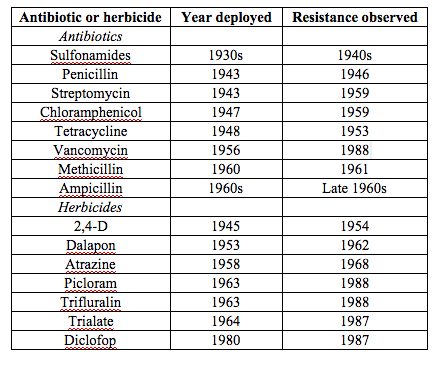 Antibiotic or herbicide Year deployed Resistance observed
Antibiotics
Sulfonamides 1930s 1940s
Penicillin 1943 1946
Streptomycin 1943 1959
Chloramphenicol 1947 1959
Tetracycline 1948 1953
Vancomycin 1956 1988
Methicillin 1960 1961
Ampicillin 1960s Late 1960s
Herbicides
2,4-D 1945 1954
Dalapon 1953 1962
Atrazine 1958 1968
Picloram 1963 1988
Trifluralin 1963 1988
Trialate 1964 1987
Diclofop 1980 1987